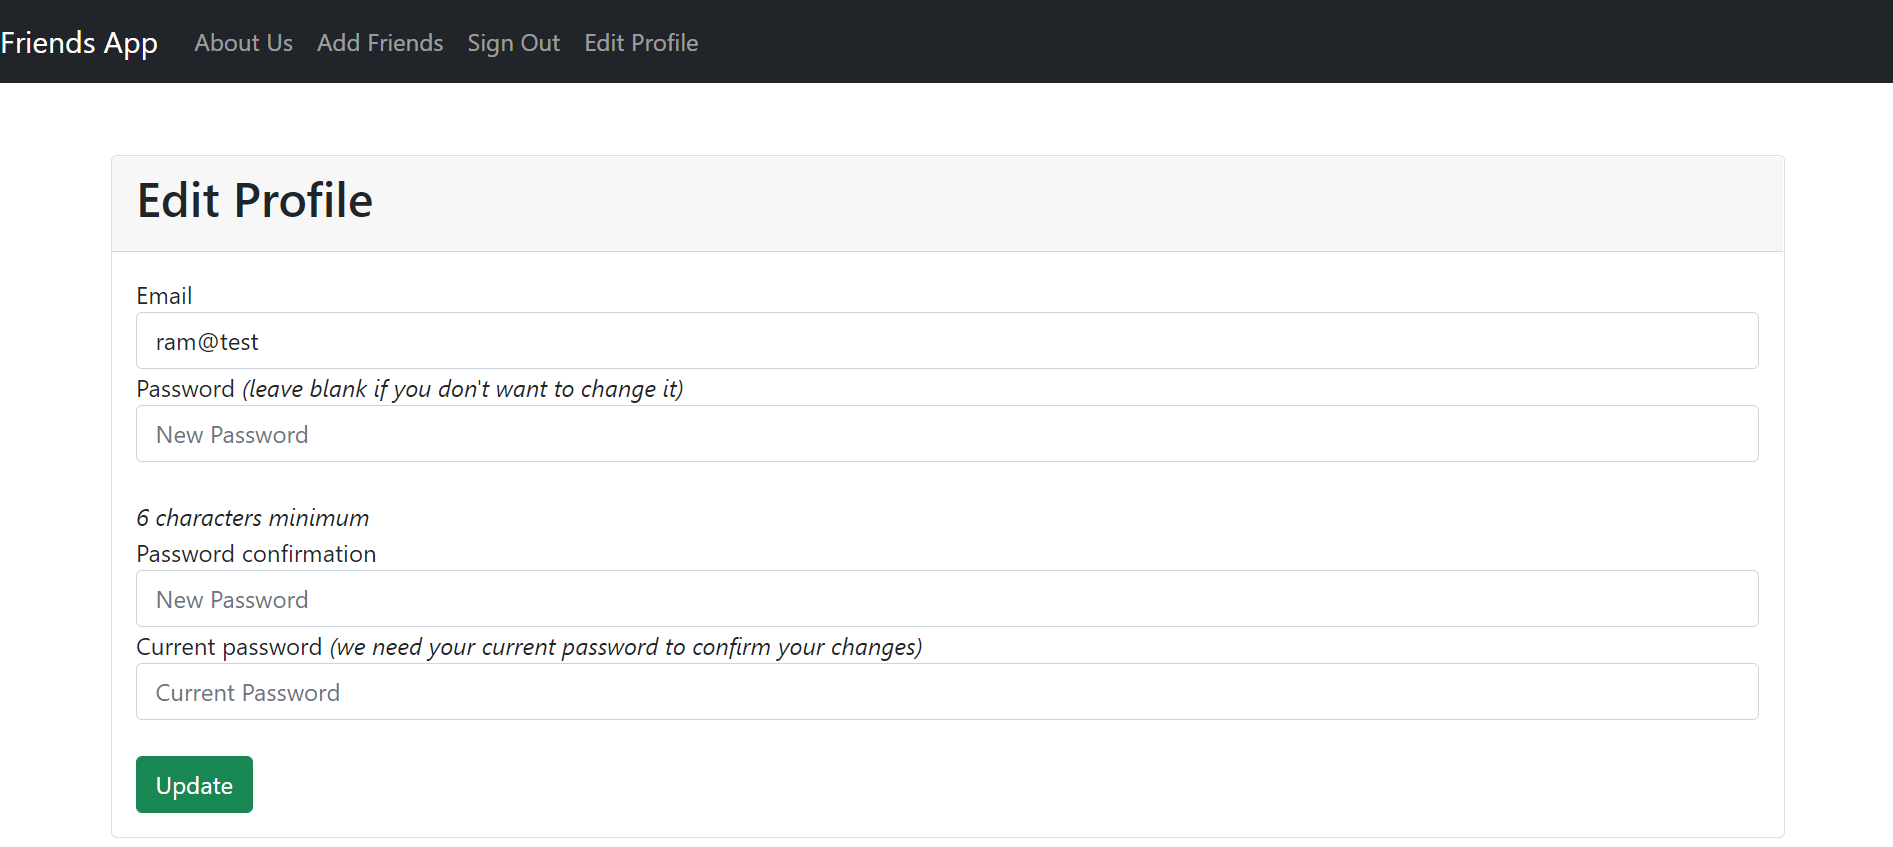 Friends App About Us Add Friends Sign Out Edit Profile
Edit Profile
Email
ram@test
Password (leave blank if you don't want to change it)
New Password
6 characters minimum
Password confirmation
New Password
Current password (we need your current password to confirm your changes)
Current Password
Update